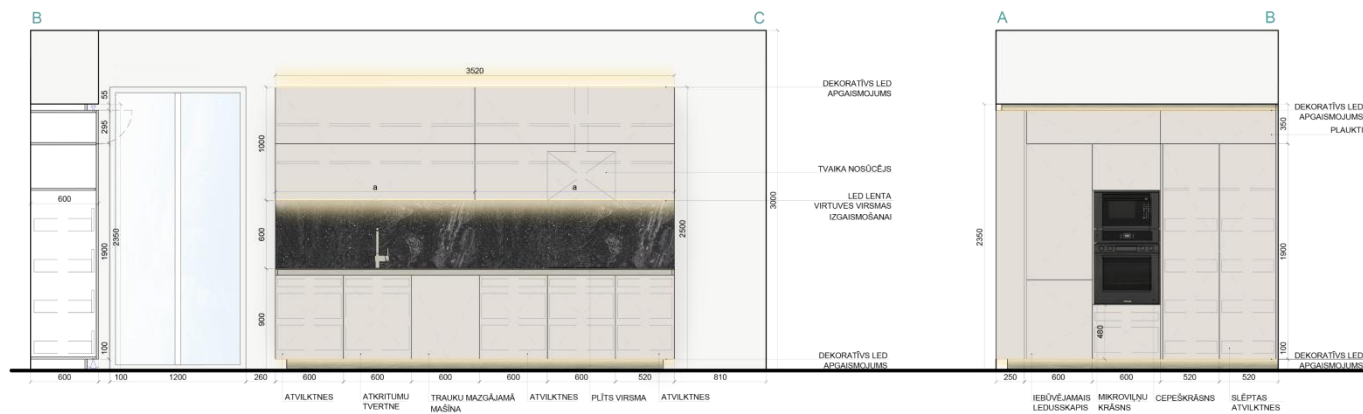 B
C
A
B
3520
55
295
600
2350
1900
100
1000
600
900
a
a
2500
3000
DEKORATĪVS LED
APGAISMOJUMS
TVAIKA NOSŪCĒJS
LED LENTA
VIRTUVES VIRSMAS
IZGAISMOŠANAI
DEKORATĪVS LED
APGAISMOJUMS
600
100
1200
260
600
600
600
600
600
520
810
ATVILKTNES
ATKRITUMU
TVERTNE
TRAUKU MAZGĀJAMĀ
MAŠĪNA
ATVILKTNES
PLĪTS VIRSMA
ATVILKTNES
2350
DEKORATĪVS LED
APGAISMOJUMS
PLAUKTI
350
1900
480
100
DEKORATĪVS LED
APGAISMOJUMS
250
600
600
520
520
IEBŪVĒJAMAIS
LEDUSSKAPIS
MIKROVIĻŅU
KRĀSNS
CEPEŠKRĀSNS
SLĒPTAS
ATVILKTNES